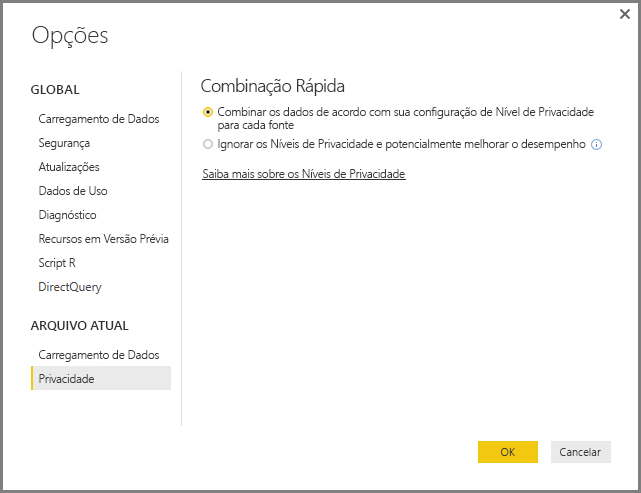 Opções
GLOBAL
Carregamento de Dados
Segurança
Atualizações
Dados de Uso
Diagnóstico
Recursos em Versão Prévia
Script R
DirectQuery
ARQUIVO ATUAL
Carregamento de Dados
Privacidade
Combinação Rápida
Combinar os dados de acordo com sua configuração de Nível de Privacidade
para cada fonte
Ignorar os Níveis de Privacidade e potencialmente melhorar o desempenho
Saiba mais sobre os Níveis de Privacidade
OK
Cancelar